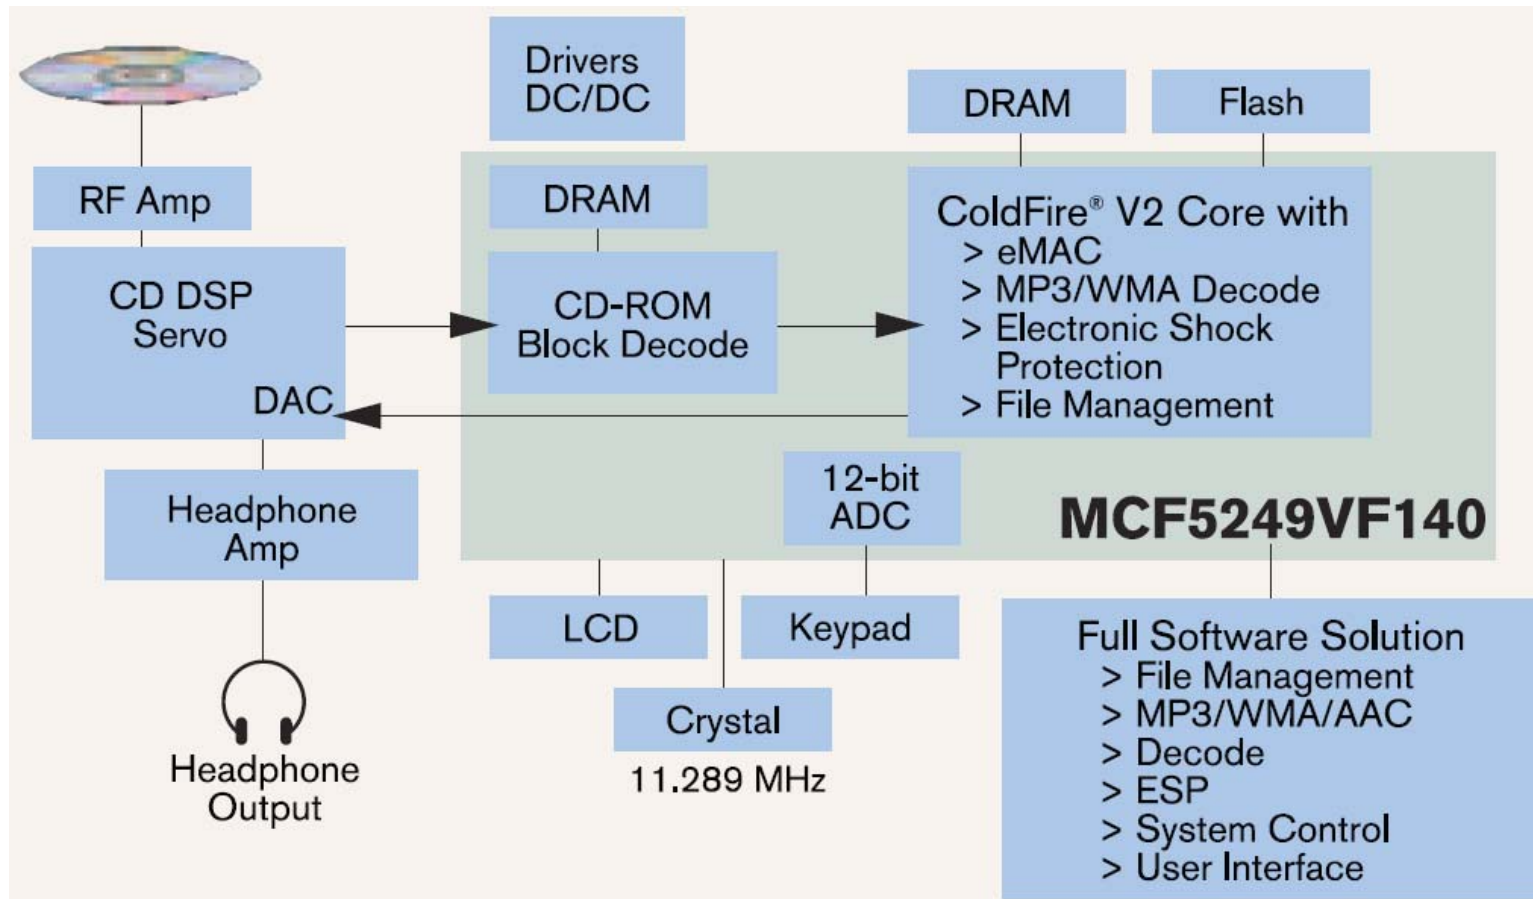 Drivers
DC/DC
DRAM
Flash
RF Amp
DRAM
ColdFire® V2 Core with
> eMAC
> MP3/WMA Decode
> Electronic Shock
Protection
> File Management
CD DSP
Servo
DAC
CD-ROM
Block Decode
12-bit
ADC
MCF5249VF140
Headphone
Amp
LCD
Keypad
Crystal
11.289 MHz
Headphone
Output
Full Software Solution
> File Management
> MP3/WMA/AAC
> Decode
> ESP
> System Control
> User Interface